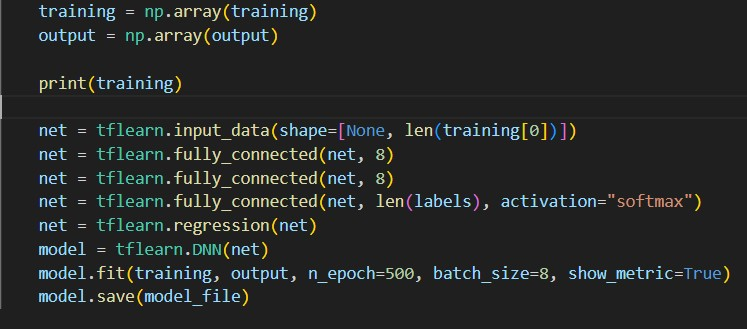 training = np.array(training)
output = np.array(output)
print(training)
net = tflearn.input_data(shape=[None, len(training[0])])
net = tflearn.fully_connected(net, 8)
net = tflearn.fully_connected(net, 8)
net = tflearn.fully_connected(net, len(labels), activation="softmax")
net = tflearn.regression(net)
model = tflearn.DNN(net)
model.fit(training, output, n_epoch=500, batch_size=8, show_metric=True)
model.save(model_file)